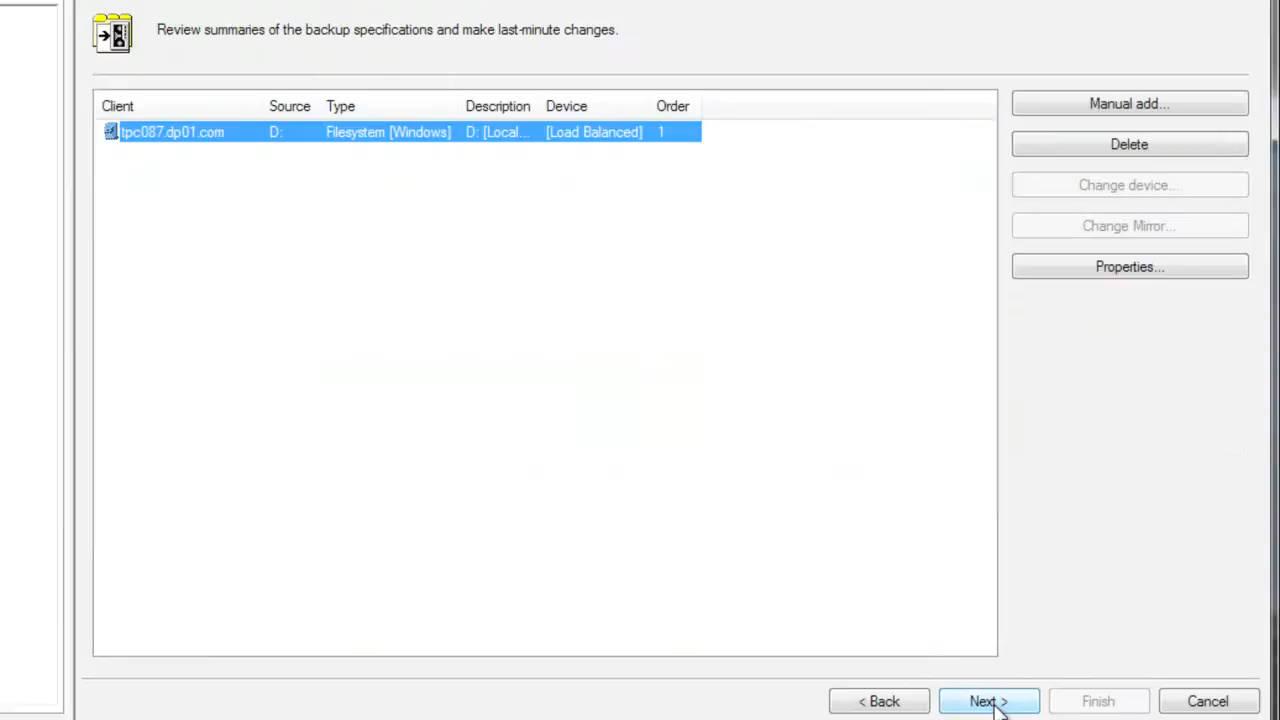 Review summaries of the backup specifications and make last-minute changes.
Client Source Type Description Device Order
tpc087.dp01.com D: Filesystem [Windows] D: [Local... [Load Balanced] 1
Manual add...
Delete
Change device...
Change Mirror...
Properties...
< Back Next > Finish Cancel